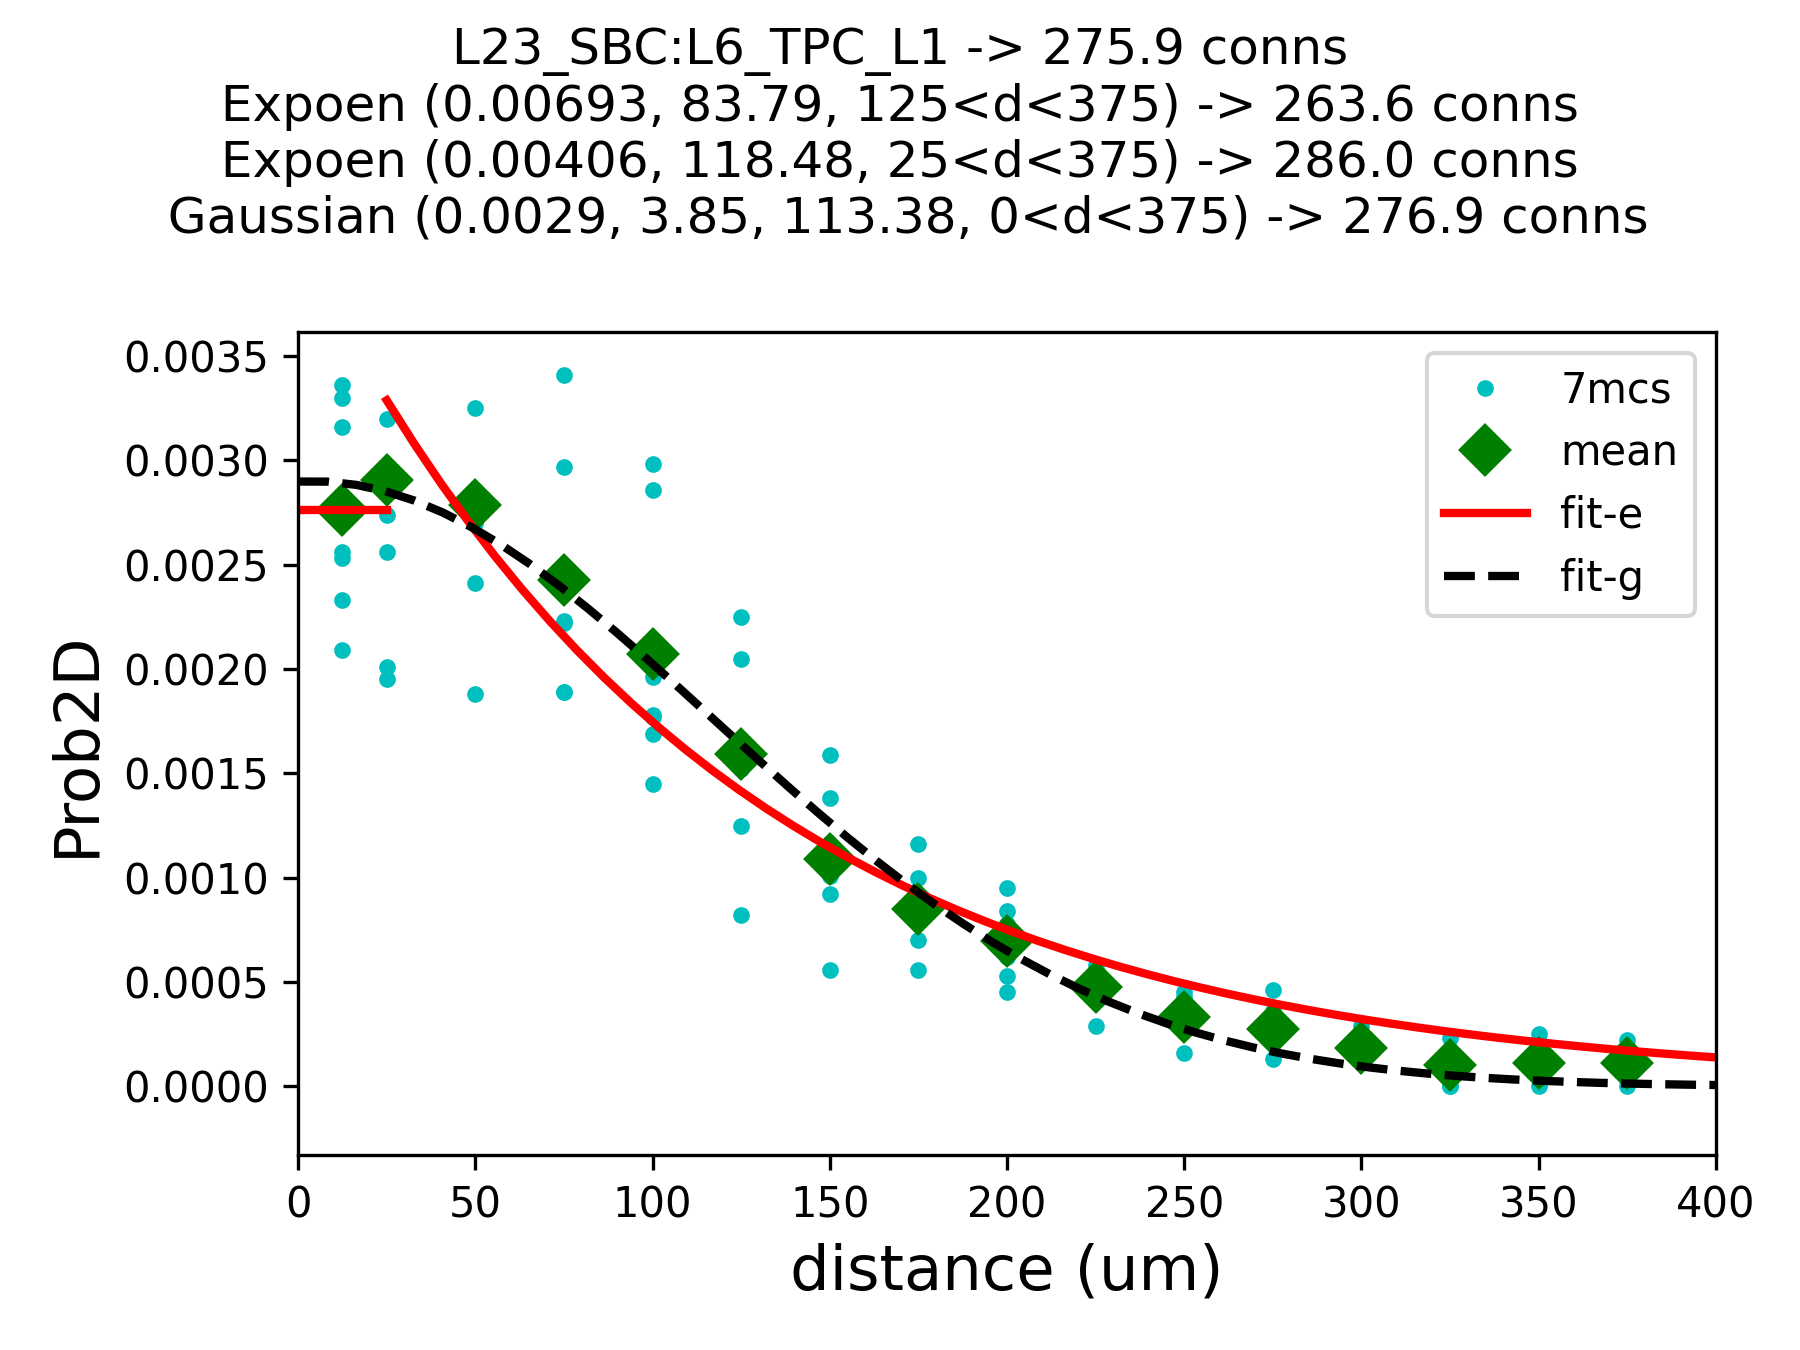 L23_SBC:L6_TPC_L1 -> 275.9 conns
Expoen (0.00693, 83.79, 125<d<375) -> 263.6 conns
Expoen (0.00406, 118.48, 25<d<375) -> 286.0 conns
Gaussian (0.0029, 3.85, 113.38, 0<d<375) -> 276.9 conns
0.0035
0.0030
0.0025
0.0020
0.0015
0.0010
0.0005
0.0000
Prob2D
7mcs
mean
fit-e
fit-g
0 50 100 150 200 250 300 350 400
distance (um)